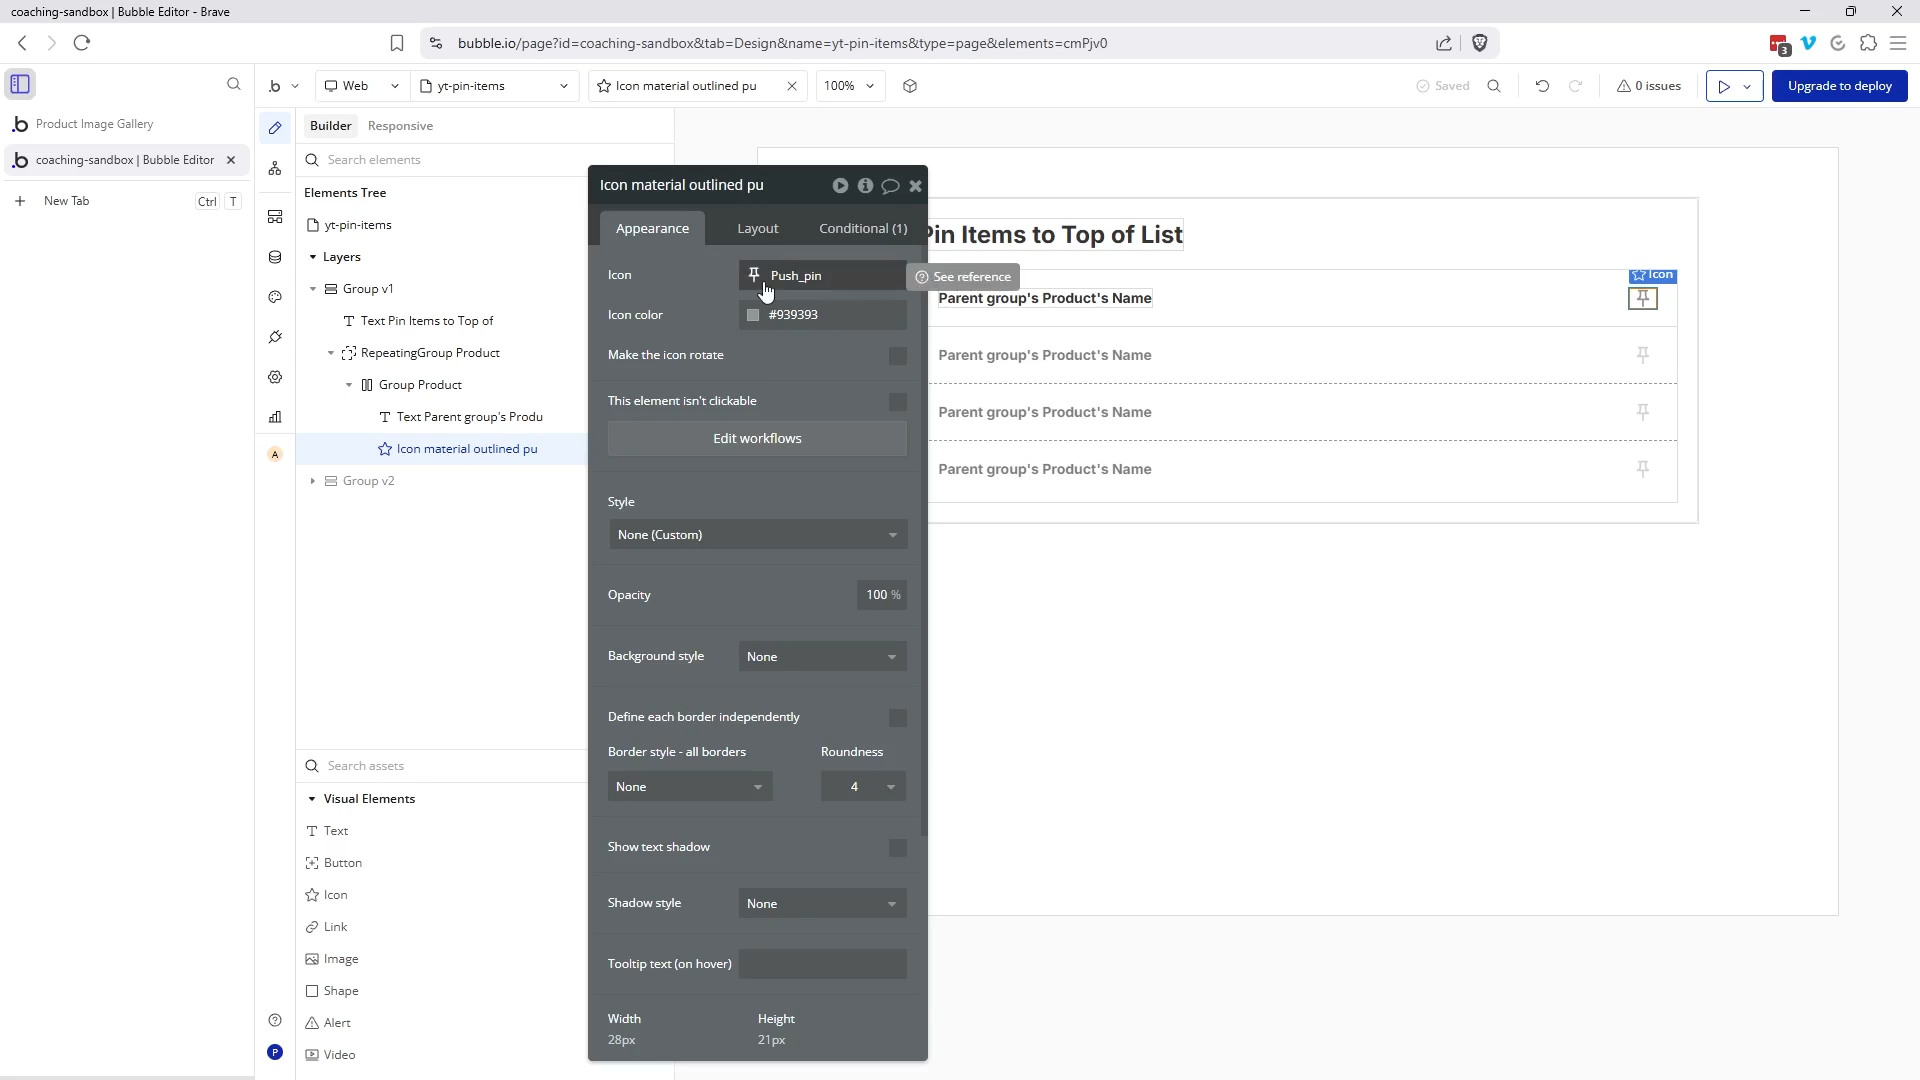 coaching-sandbox | Bubble Editor - Brave
bubble.io/page?id=coaching-sandbox&tab=Design&name=yt-pin-items&type=page&elements=cmPjv0
3
Web
yt-pin-items
Icon material outlined pu
100%
Saved
0 issues
Upgrade to deploy
Product Image Gallery
coaching-sandbox | Bubble Editor
New Tab
Ctrl
T
Builder
Responsive
Search elements
Elements Tree
yt-pin-items
Layers
Group v1
Text Pin Items to Top of
RepeatingGroup Product
Group Product
Text Parent group's Produ
Icon material outlined pu
Group v2
A
P
Search assets
Visual Elements
Text
Button
Icon
Link
Image
Shape
Alert
Video
Icon material outlined pu
Appearance
Layout
Conditional (1)
Icon
Push_pin
See reference
Icon color
#939393
Make the icon rotate
This element isn't clickable
Edit workflows
Style
None (Custom)
Opacity
100 %
Background style
None
Define each border independently
Border style - all borders
Roundness
None
4
Show text shadow
Shadow style
None
Tooltip text (on hover)
Width
Height
28px
21px
Pin Items to Top of List
Icon
Parent group's Product's Name
Parent group's Product's Name
Parent group's Product's Name
Parent group's Product's Name